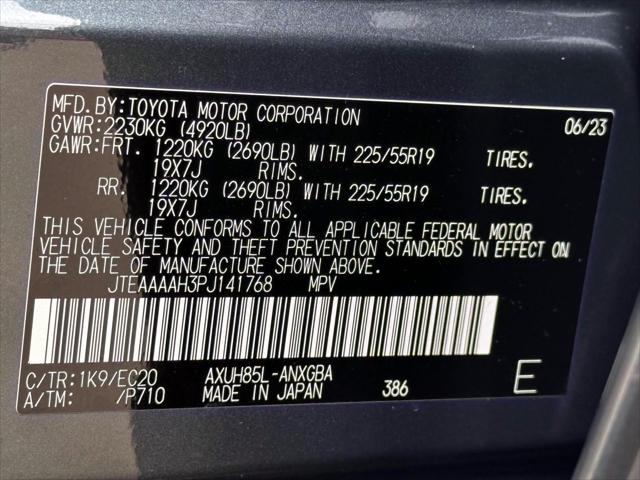 MFD.BY:TOYOTA MOTOR CORPORATION 06/23
GVWR:2230KG (4920LB)
GAWR:FRT. 1220KG (2690LB) WITH 225/55R19 TIRES.
19X7J RIMS.
RR. 1220KG (2690LB) WITH 225/55R19 TIRES.
19X7J RIMS.
THIS VEHICLE CONFORMS TO ALL APPLICABLE FEDERAL MOTOR
VEHICLE SAFETY AND THEFT PREVENTION STANDARDS IN EFFECT ON
THE DATE OF MANUFACTURE SHOWN ABOVE.
JTEAAAAH3PJ141768 MPV
C/TR:1K9/EC20 AXUH85L-ANXGBA
A/TM: /P710 MADE IN JAPAN 386 E